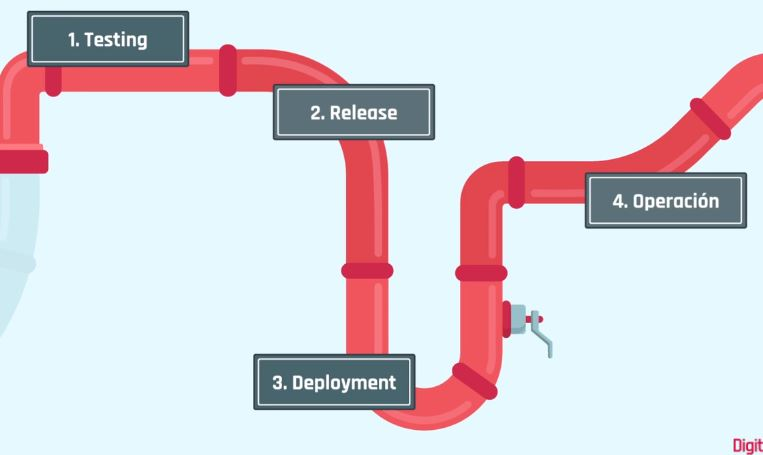 1. Testing
2. Release
3. Deployment
4. Operación
Digit